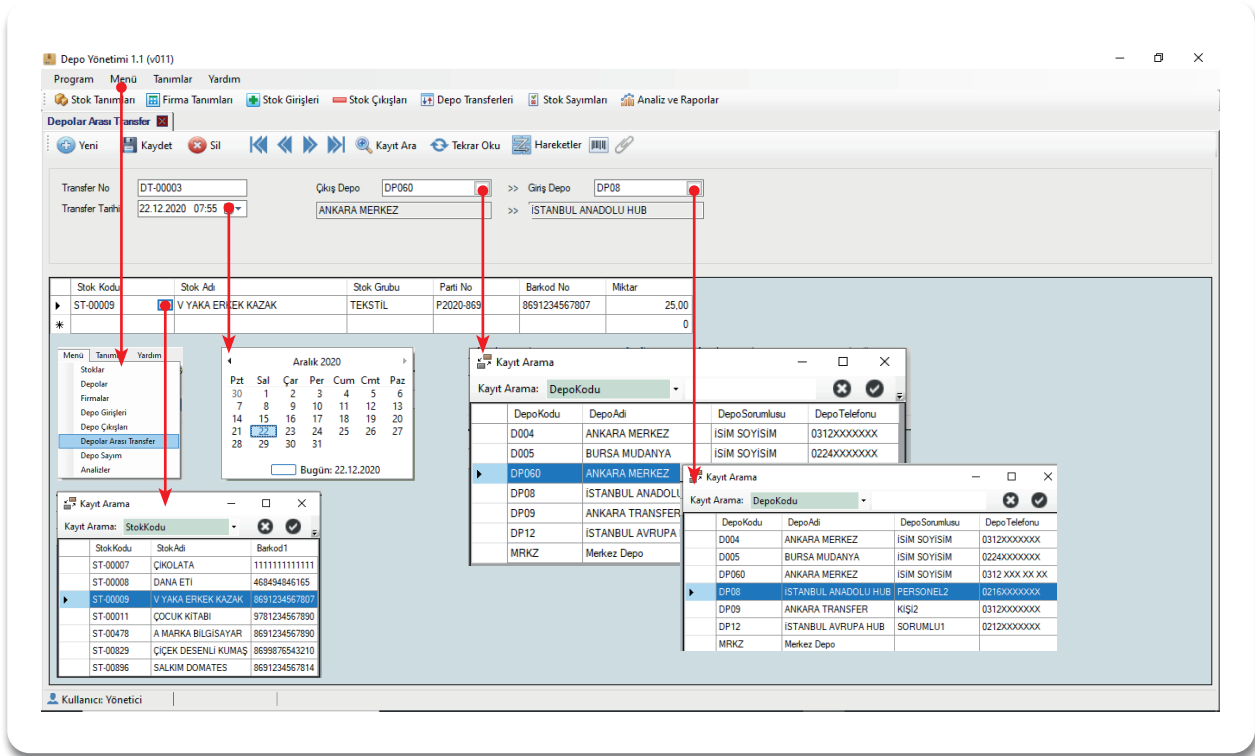 Depo Yönetimi 1.1 (v011)
Program Menü Tanımlar Yardım
Stok Tanımları Firma Tanımları Stok Girişleri Stok Çıkışları Depo Transferleri Stok Sayımları Analiz ve Raporlar
Depolar Arası Transfer
Yeni Kaydet Sil Kayıt Ara Tekrar Oku Hareketler
Transfer No DT-00003 Çıkış Depo DP060 >> Giriş Depo DP08
Transfer Tarihi 22.12.2020 07:55 ANKARA MERKEZ >> İSTANBUL ANADOLU HUB
Stok Kodu Stok Adı Stok Grubu Parti No Barkod No Miktar
ST-00009 V YAKA ERKEK KAZAK TEKSTİL P2020-869 8691234567807 25,00
0
Menü Tanımlar Yardım
Stoklar
Depolar
Firmalar
Depo Girişleri
Depo Çıkışları
Depolar Arası Transfer
Depo Sayım
Analizler
Aralık 2020
Pzt Sal Çar Per Cum Cmt Paz
30 1 2 3 4 5 6
7 8 9 10 11 12 13
14 15 16 17 18 19 20
21 22 23 24 25 26 27
28 29 30 31
Bugün: 22.12.2020
Kayıt Arama
Kayıt Arama: DepoKodu
DepoKodu DepoAdi DepoSorumlusu DepoTelefonu
D004 ANKARA MERKEZ İSİM SOYİSİM 0312XXXXXXX
D005 BURSA MUDANYA İSİM SOYİSİM 0224XXXXXXX
DP060 ANKARA MERKEZ
DP08 İSTANBUL ANADOLU
DP09 ANKARA TRANSFER
DP12 İSTANBUL AVRUPA
MRKZ Merkez Depo
Kayıt Arama
Kayıt Arama: StokKodu
StokKodu StokAdi Barkod1
ST-00007 ÇİKOLATA 1111111111111
ST-00008 DANA ETİ 468494846165
ST-00009 V YAKA ERKEK KAZAK 8691234567807
ST-00011 ÇOCUK KİTABI 9781234567890
ST-00478 A MARKA BİLGİSAYAR 8691234567890
ST-00829 ÇİÇEK DESENLİ KUMAŞ 8699876543210
ST-00896 SALKIM DOMATES 8691234567814
Kayıt Arama
Kayıt Arama: DepoKodu
DepoKodu DepoAdi DepoSorumlusu DepoTelefonu
D004 ANKARA MERKEZ İSİM SOYİSİM 0312XXXXXXX
D005 BURSA MUDANYA İSİM SOYİSİM 0224XXXXXXX
DP060 ANKARA MERKEZ İSİM SOYİSİM 0312 XXX XX XX
DP08 İSTANBUL ANADOLU HUB PERSONEL2 0216XXXXXXX
DP09 ANKARA TRANSFER KİŞİ2 0312XXXXXXX
DP12 İSTANBUL AVRUPA HUB SORUMLU1 0212XXXXXXX
MRKZ Merkez Depo
Kullanıcı: Yönetici